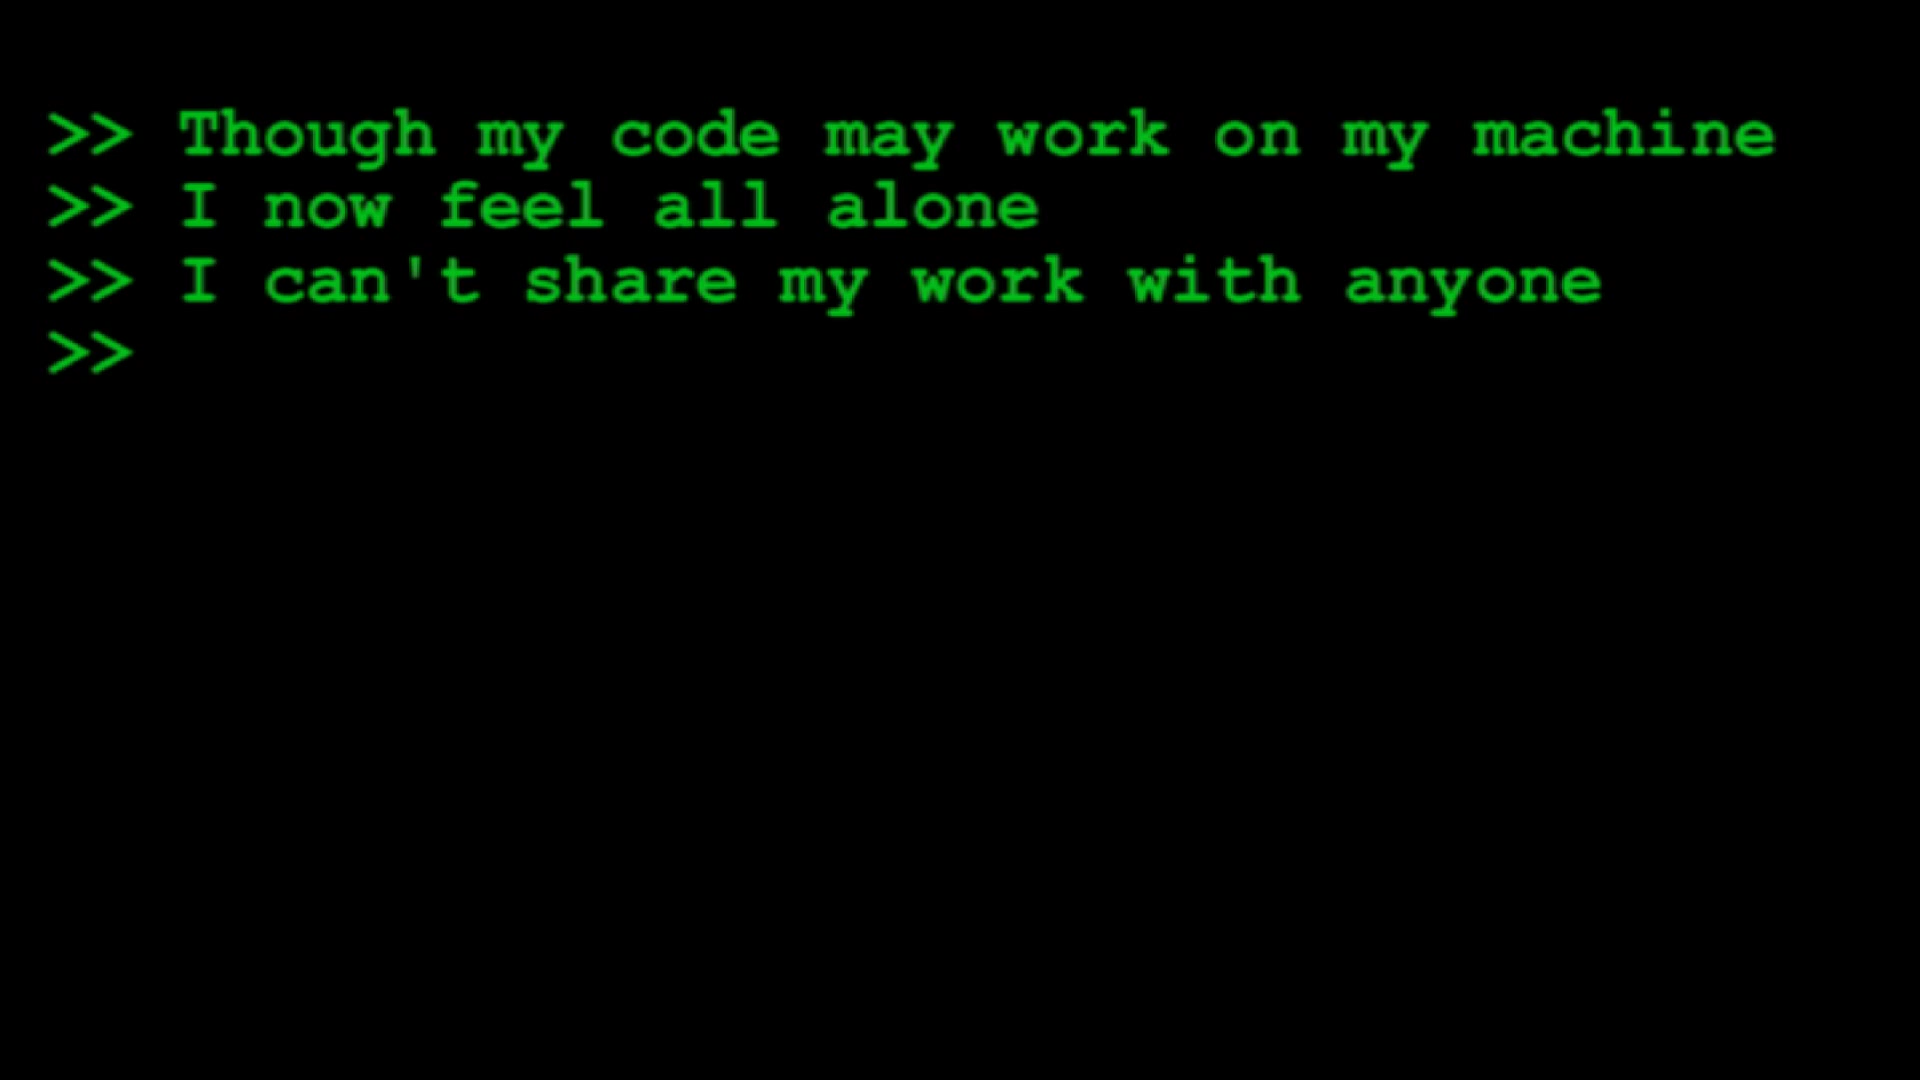 >> Though my code may work on my machine
>> I now feel all alone
>> I can't share my work with anyone
>>